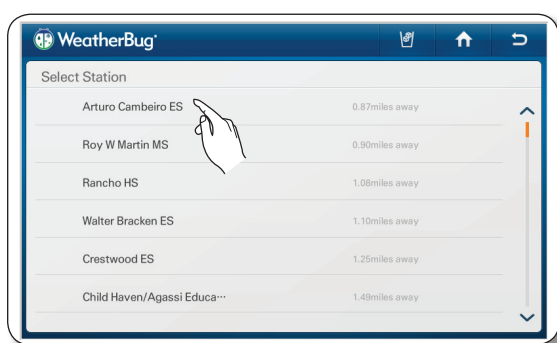 WeatherBug
Select Station
Arturo Cambeiro ES 0.87miles away
Roy W Martin MS 0.90miles away
Rancho HS 1.08miles away
Walter Bracken ES 1.10miles away
Crestwood ES 1.25miles away
Child Haven/Agassi Educa··· 1.49miles away